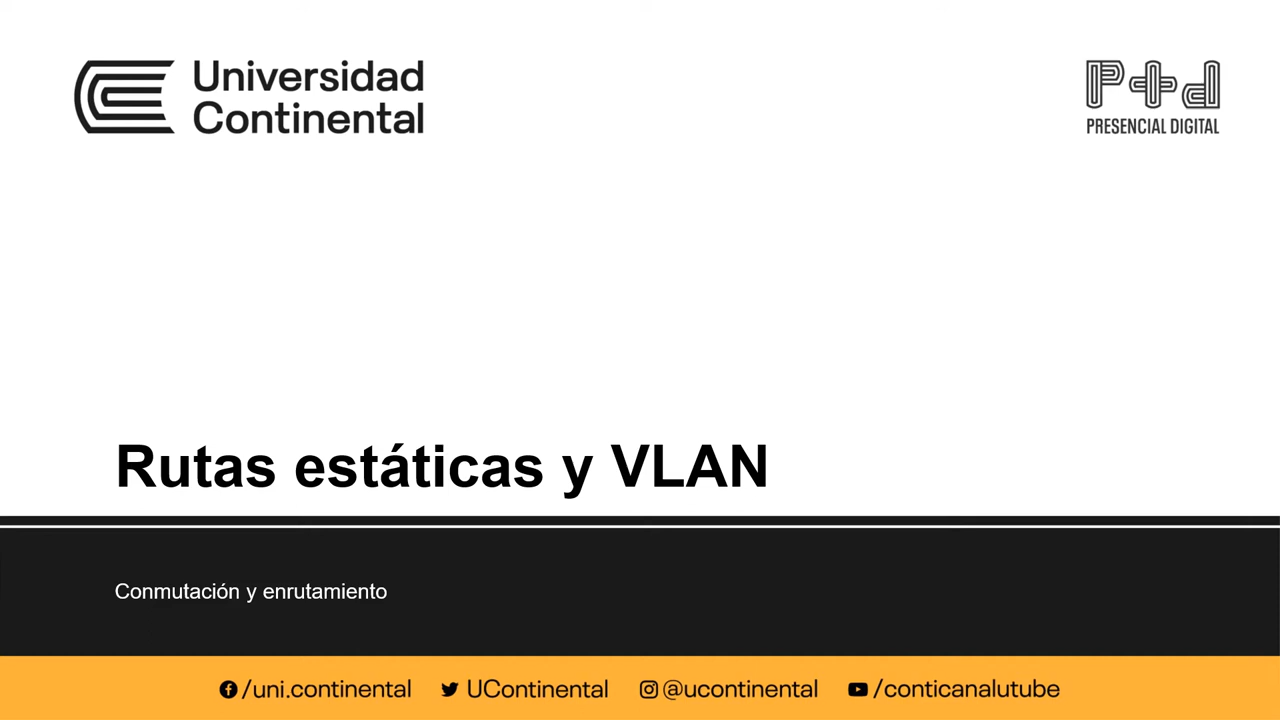 Universidad
Continental
P+d
PRESENCIAL DIGITAL
Rutas estáticas y VLAN
Conmutación y enrutamiento
/uni.continental UContinental @ucontinental /conticanalutube